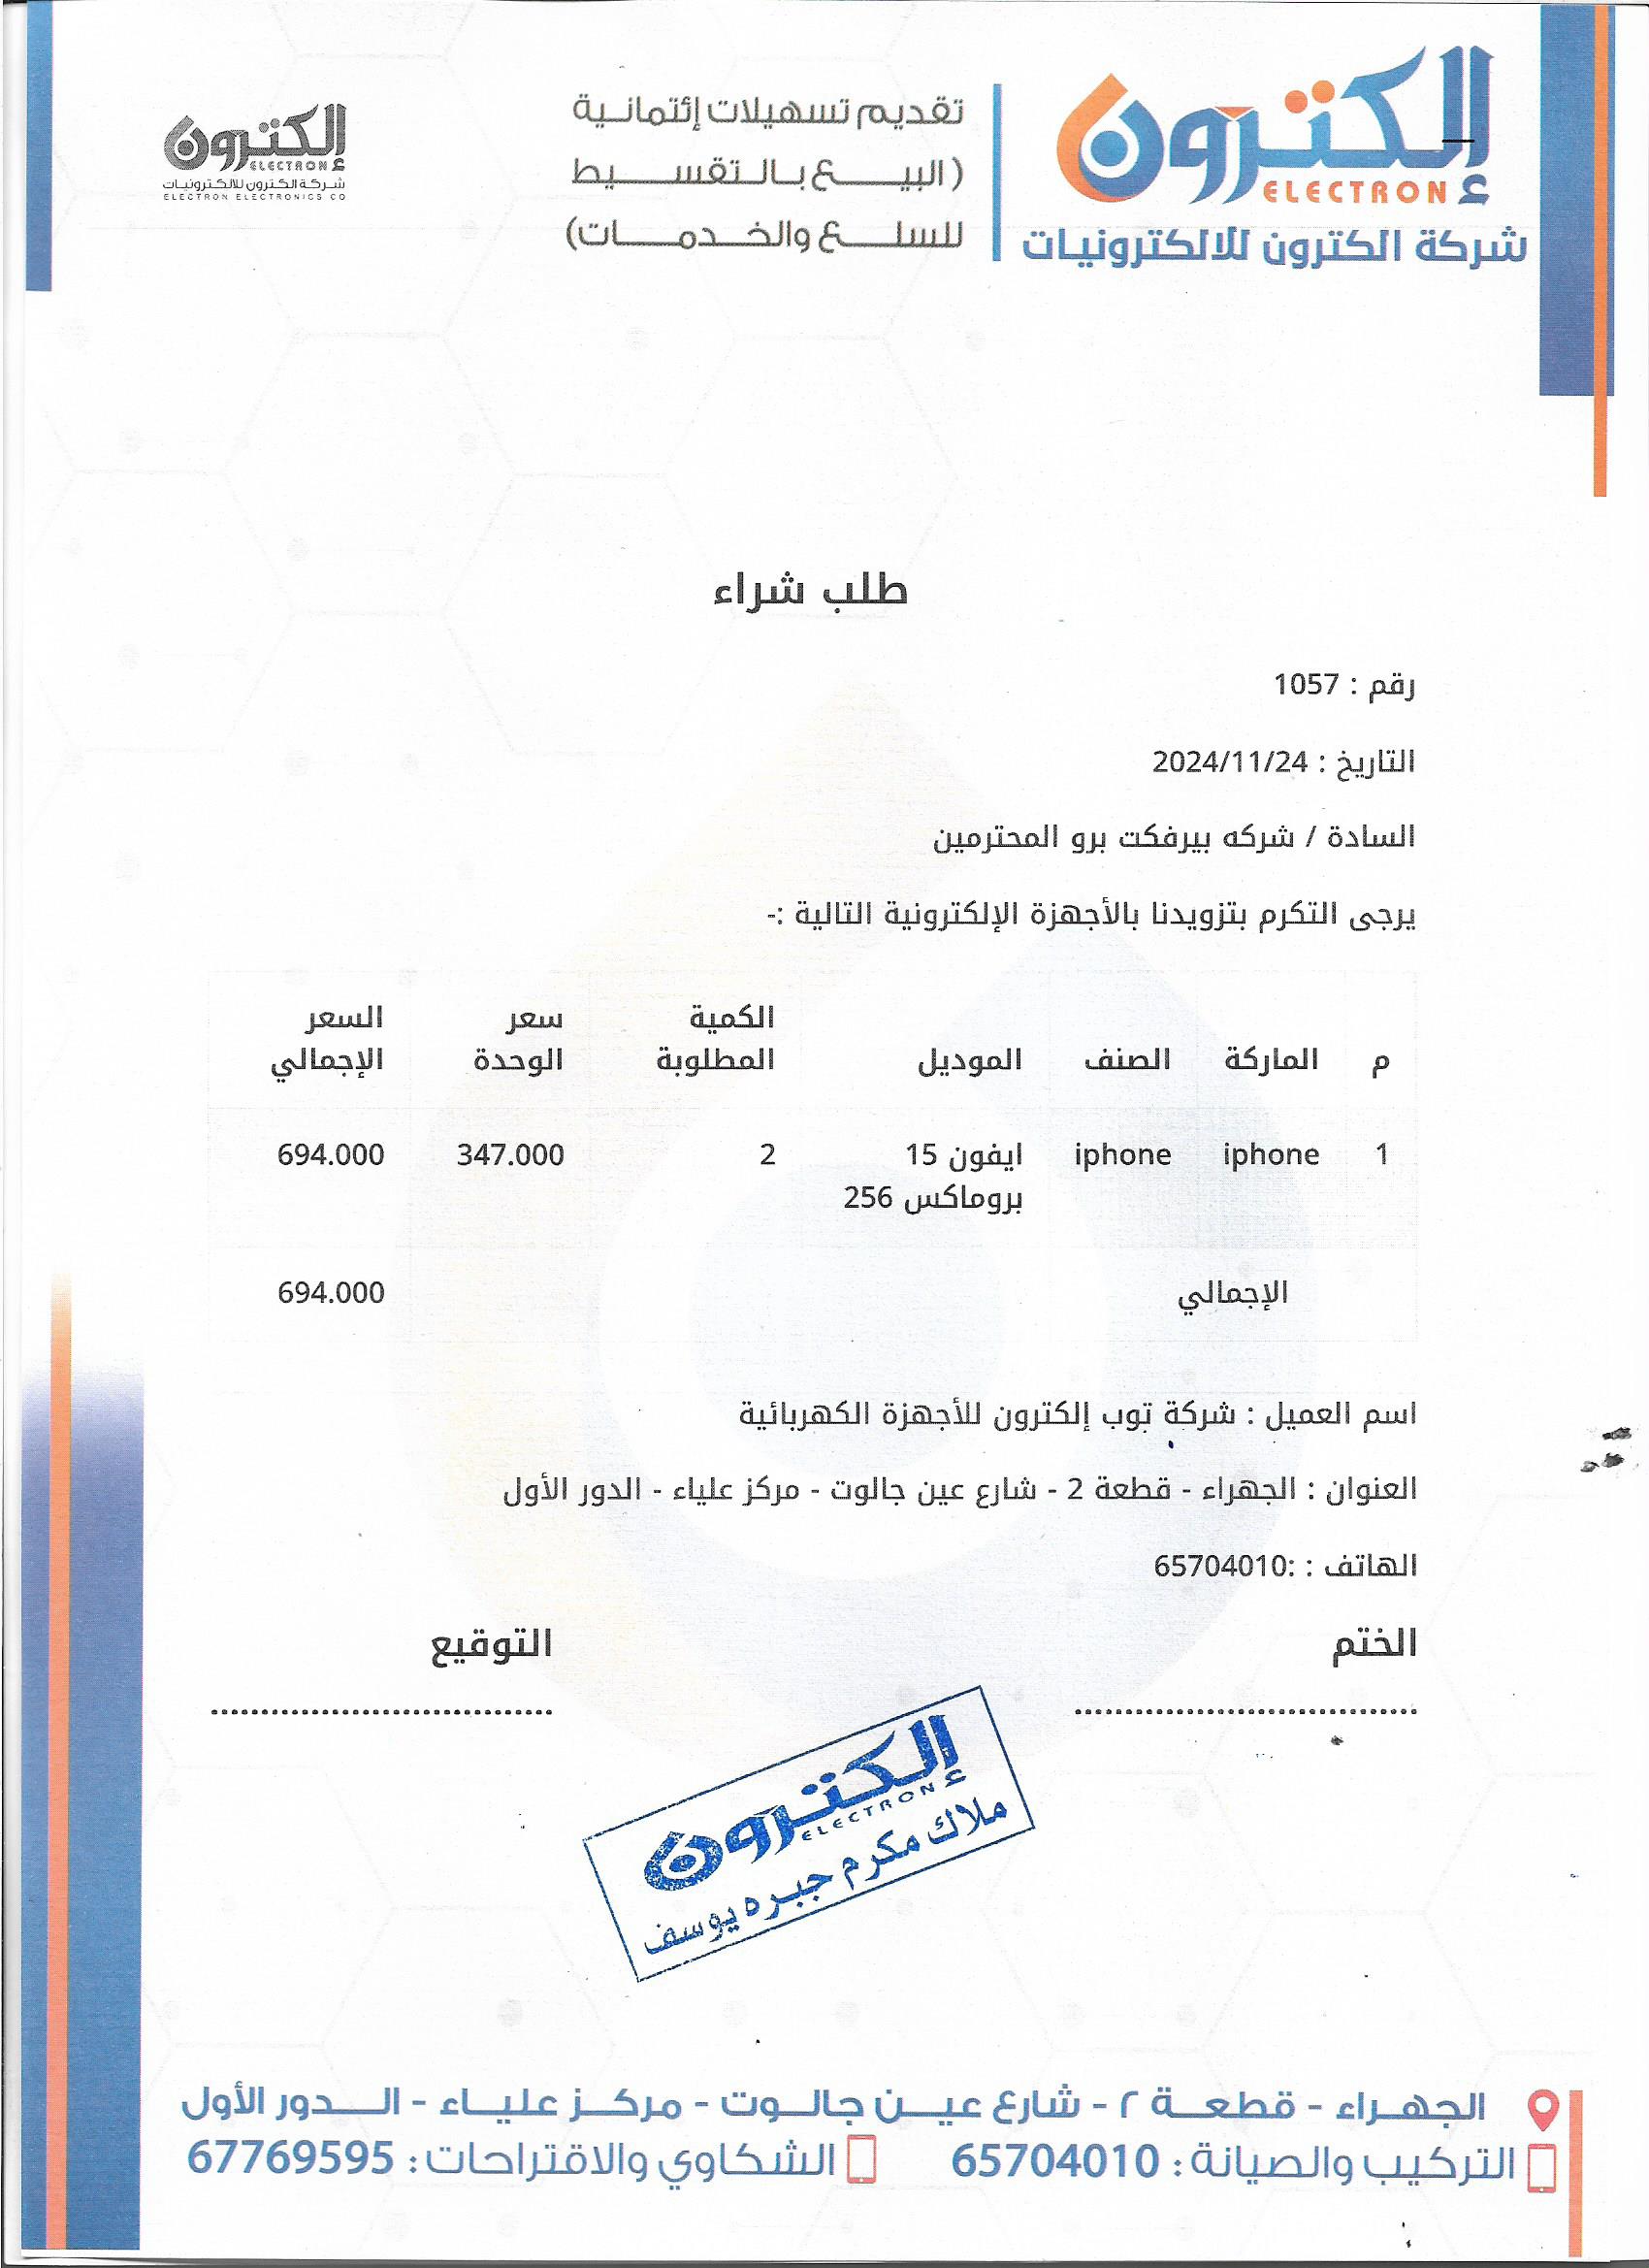 إلكترون
ELECTRON
شركة الكترون للالكترونيات
تقديم تسهيلات إئتمانية
(البيع بالتقسيط
للسلع والخدمات)
إلكترون
ELECTRON
شركة الكترون للالكترونيات
ELECTRON ELECTRONICS CO
طلب شراء
رقم : 1057
التاريخ : 2024/11/24
السادة / شركه بيرفكت برو المحترمين
يرجى التكرم بتزويدنا بالأجهزة الإلكترونية التالية :-
م الماركة الصنف الموديل الكمية المطلوبة سعر الوحدة السعر الإجمالي
1 iphone iphone ايفون 15 بروماكس 256 2 347.000 694.000
الإجمالي 694.000
اسم العميل : شركة توب إلكترون للأجهزة الكهربائية
العنوان : الجهراء - قطعة 2 - شارع عين جالوت - مركز علياء - الدور الأول
الهاتف : :65704010
الختم التوقيع
إلكترون
ELECTRON
ملاك مكرم جبره يوسف
الجهراء - قطعة ٢ - شارع عين جالوت - مركز علياء - الدور الأول
التركيب والصيانة : 65704010 الشكاوي والاقتراحات : 67769595